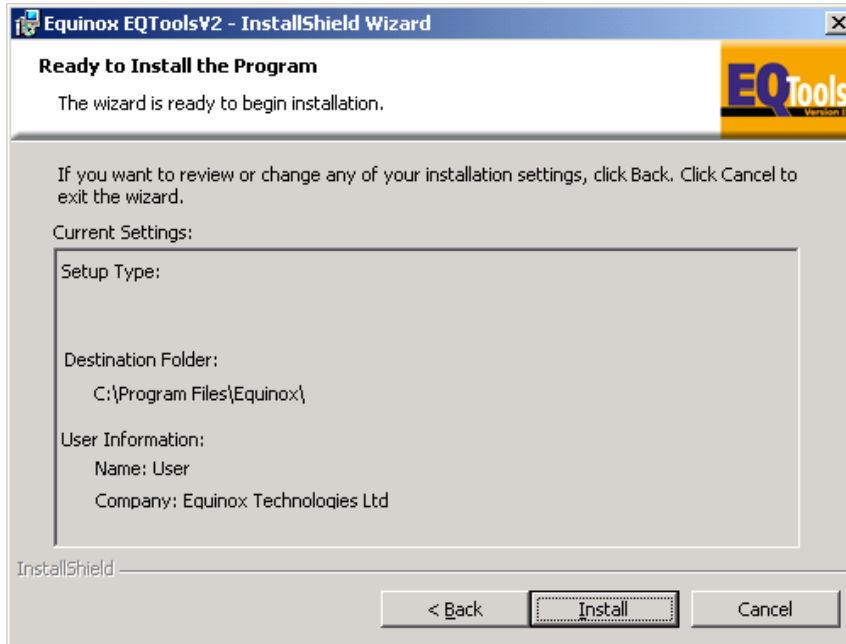 Equinox EQToolsV2 - InstallShield Wizard
Ready to Install the Program
The wizard is ready to begin installation.
EQTools
Version I
If you want to review or change any of your installation settings, click Back. Click Cancel to
exit the wizard.
Current Settings:
Setup Type:
Destination Folder:
C:\Program Files\Equinox\
User Information:
Name: User
Company: Equinox Technologies Ltd
InstallShield
< Back
Install
Cancel